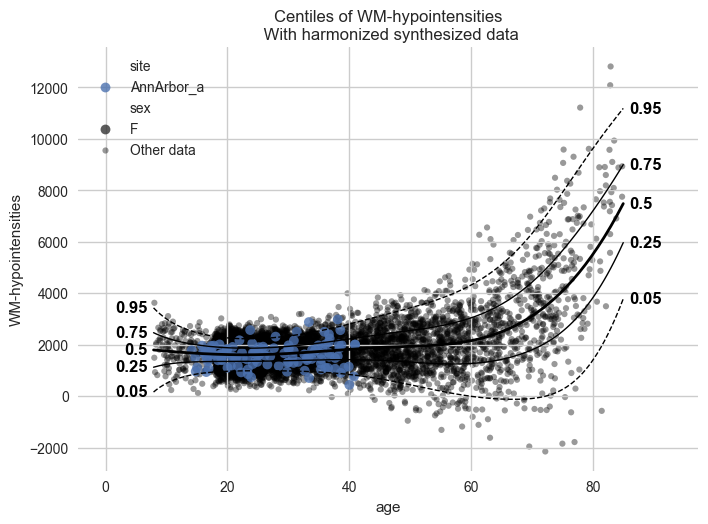 Centiles of WM-hypointensities
With harmonized synthesized data
site
AnnArbor_a
sex
F
Other data
WM-hypointensities
12000
10000
8000
6000
4000
2000
0
−2000
0.95
0.75
0.5
0.25
0.05
0.95
0.75
0.5
0.25
0.05
0
20
40
60
80
age